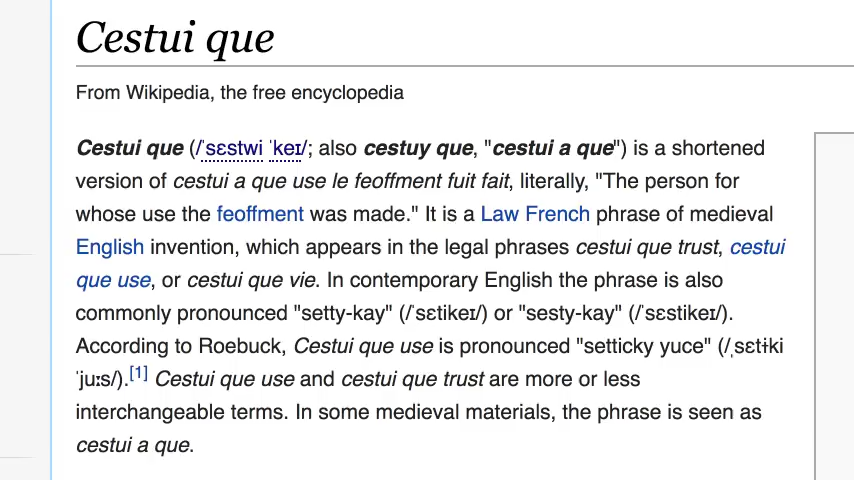 Cestui que
From Wikipedia, the free encyclopedia
Cestui que (/ˈsɛstwi ˈkeɪ/; also cestuy que, "cestui a que") is a shortened
version of cestui a que use le feoffment fuit fait, literally, "The person for
whose use the feoffment was made." It is a Law French phrase of medieval
English invention, which appears in the legal phrases cestui que trust, cestui
que use, or cestui que vie. In contemporary English the phrase is also
commonly pronounced "setty-kay" (/ˈsɛtikeɪ/) or "sesty-kay" (/ˈsɛstikeɪ/).
According to Roebuck, Cestui que use is pronounced "setticky yuce" (/ˌsɛtɨki
ˈjuːs/).[1] Cestui que use and cestui que trust are more or less
interchangeable terms. In some medieval materials, the phrase is seen as
cestui a que.